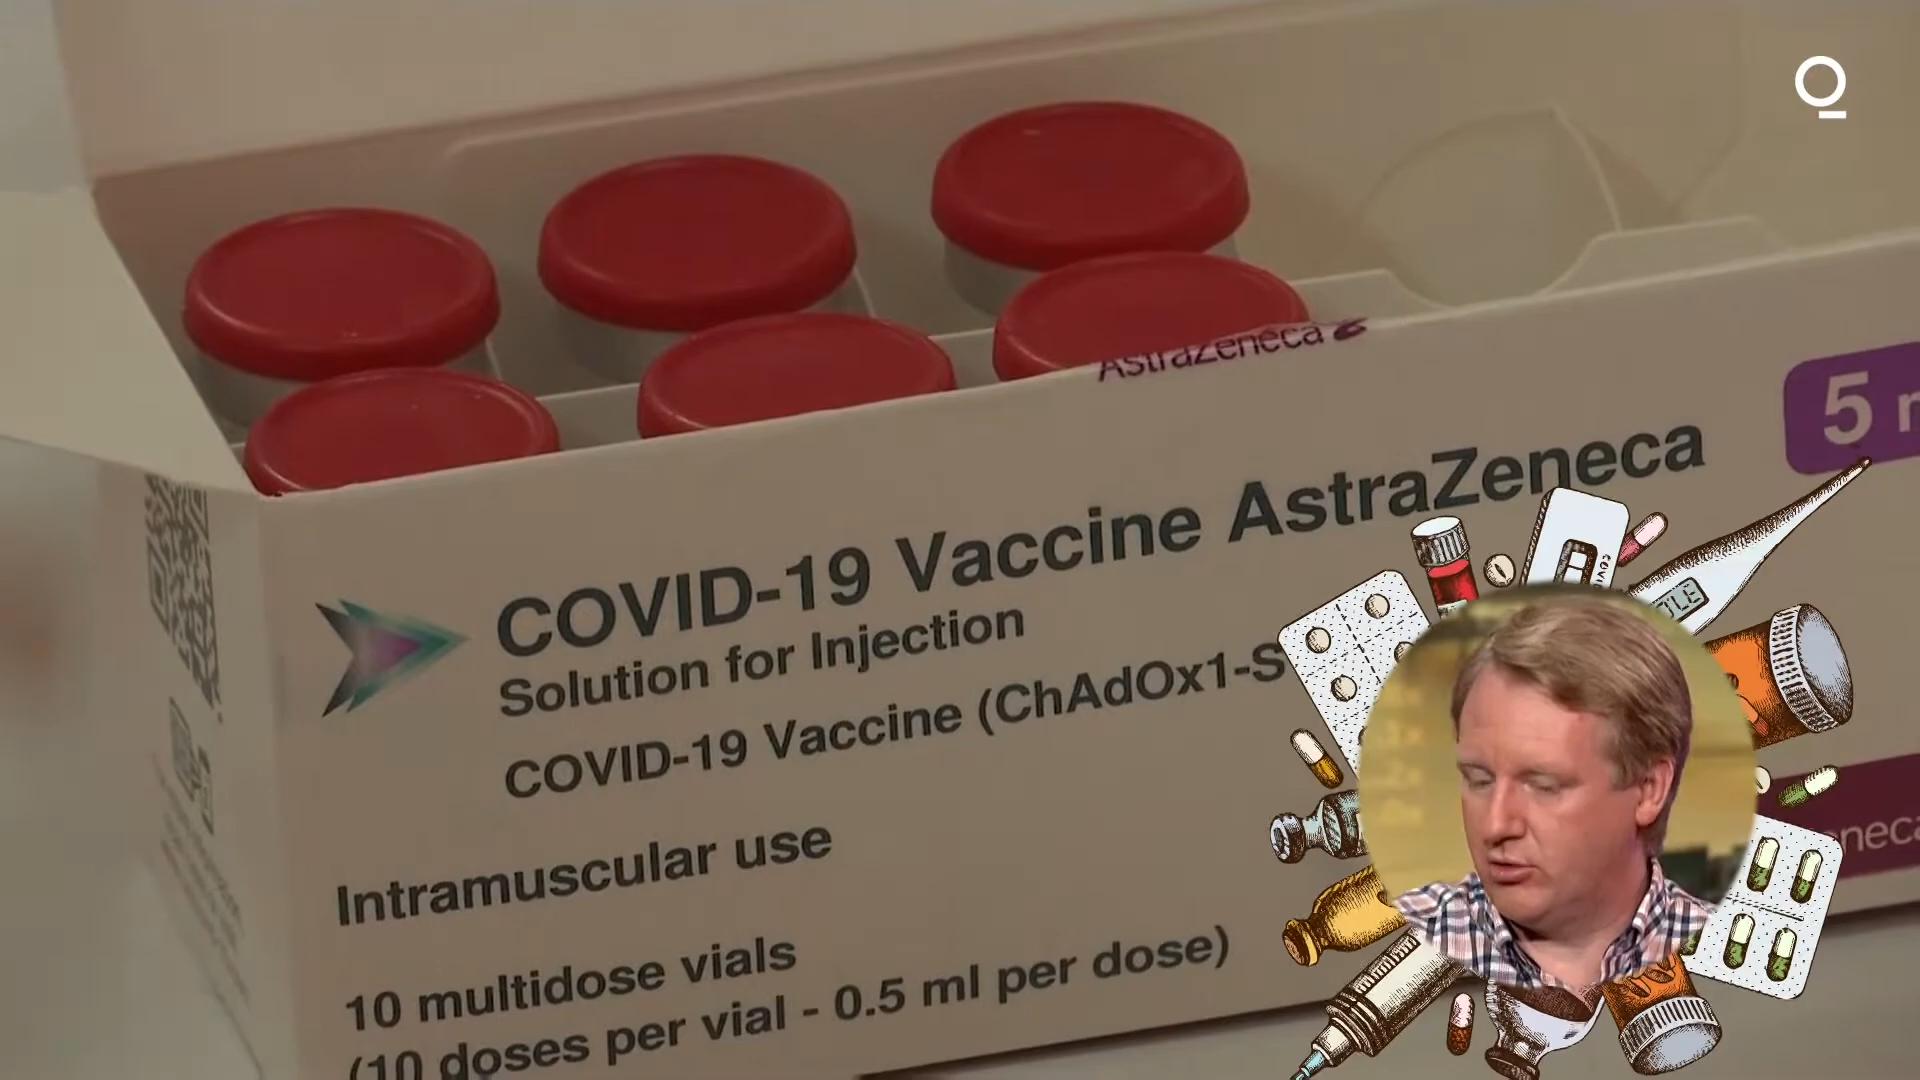 AstraZeneca
5
COVID-19 Vaccine AstraZeneca
Solution for Injection
COVID-19 Vaccine (ChAdOx1-S
Intramuscular use
10 multidose vials
(10 doses per vial - 0.5 ml per dose)